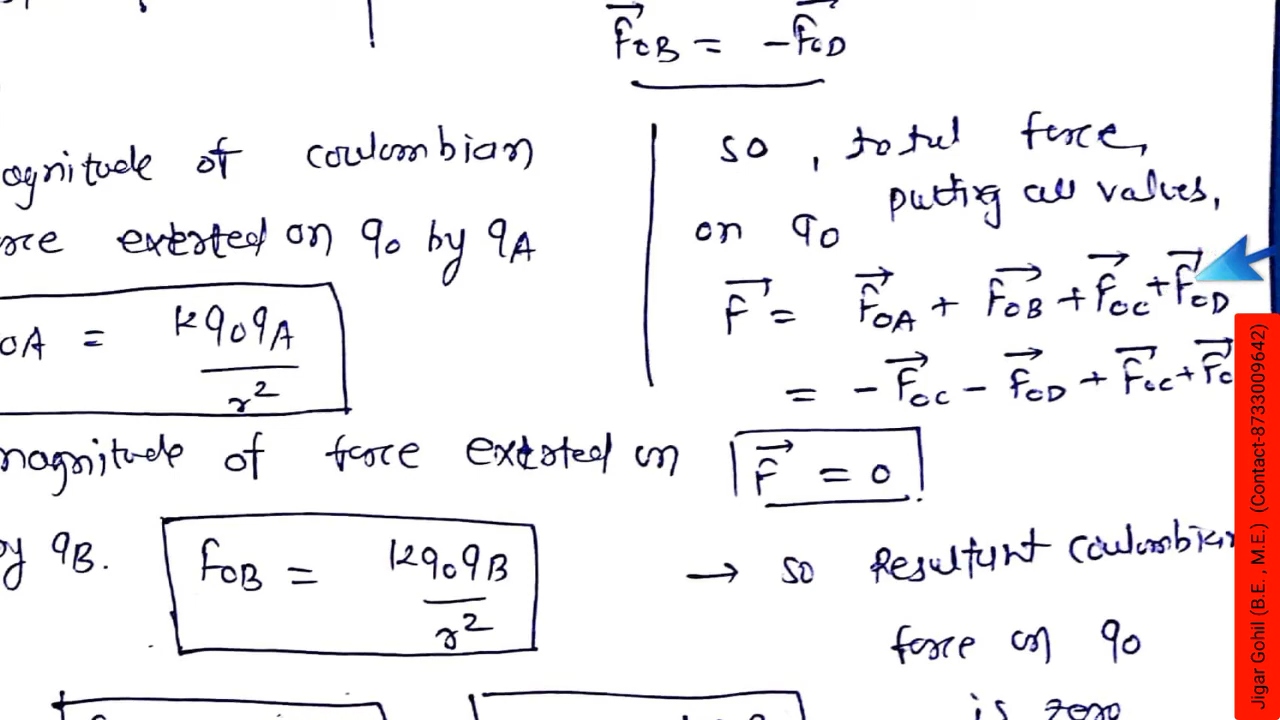 F⃗OB = -F⃗OD
agnitude of coulombian
rce exerted on q0 by qA
OA = kq0qA / r²
magnitude of force exerted on
by qB.
FOB = kq0qB / r²
so, total force,
putting all values,
on q0
F⃗ = F⃗OA + F⃗OB + F⃗OC + F⃗OD
= -F⃗OC - F⃗OD + F⃗OC + F⃗O
F⃗ = 0
→ so Resultunt coulombian
force on q0
is zero
Jigar Gohil (B.E. , M.E.) (Contact-8733009642)